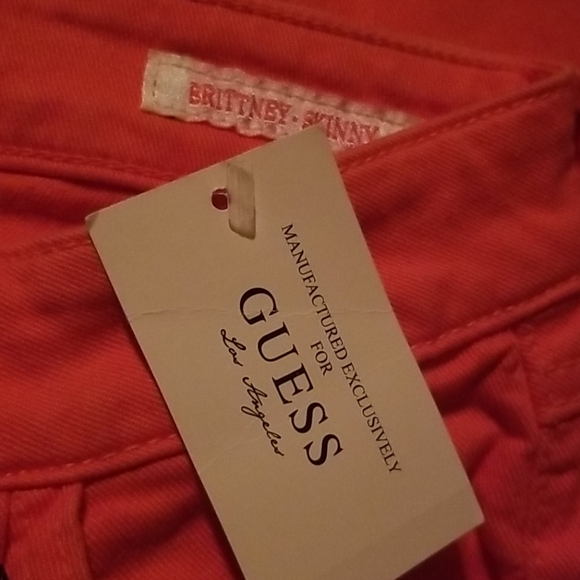 BRITTNEY · SKINNY
MANUFACTURED EXCLUSIVELY
FOR
GUESS
Los Angeles